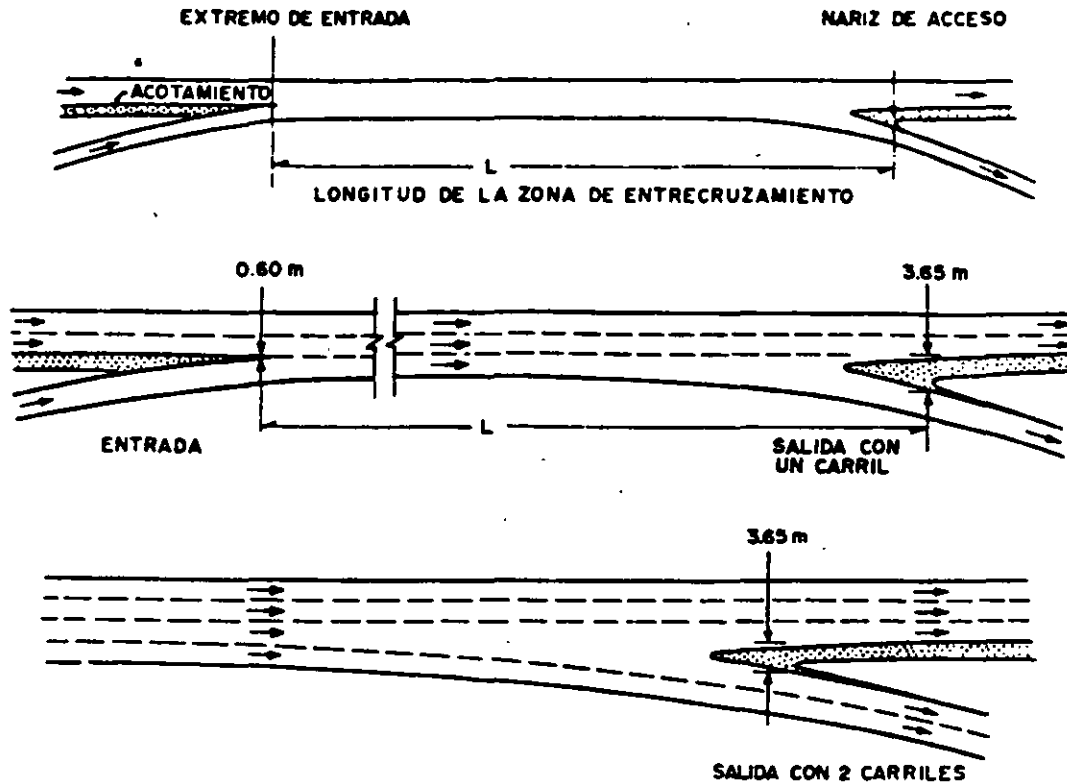 EXTREMO DE ENTRADA
NARIZ DE ACCESO
ACOTAMIENTO
L
LONGITUD DE LA ZONA DE ENTRECRUZAMIENTO
0.60 m
3.65 m
L
ENTRADA
SALIDA CON
UN CARRIL
3.65 m
SALIDA CON 2 CARRILES